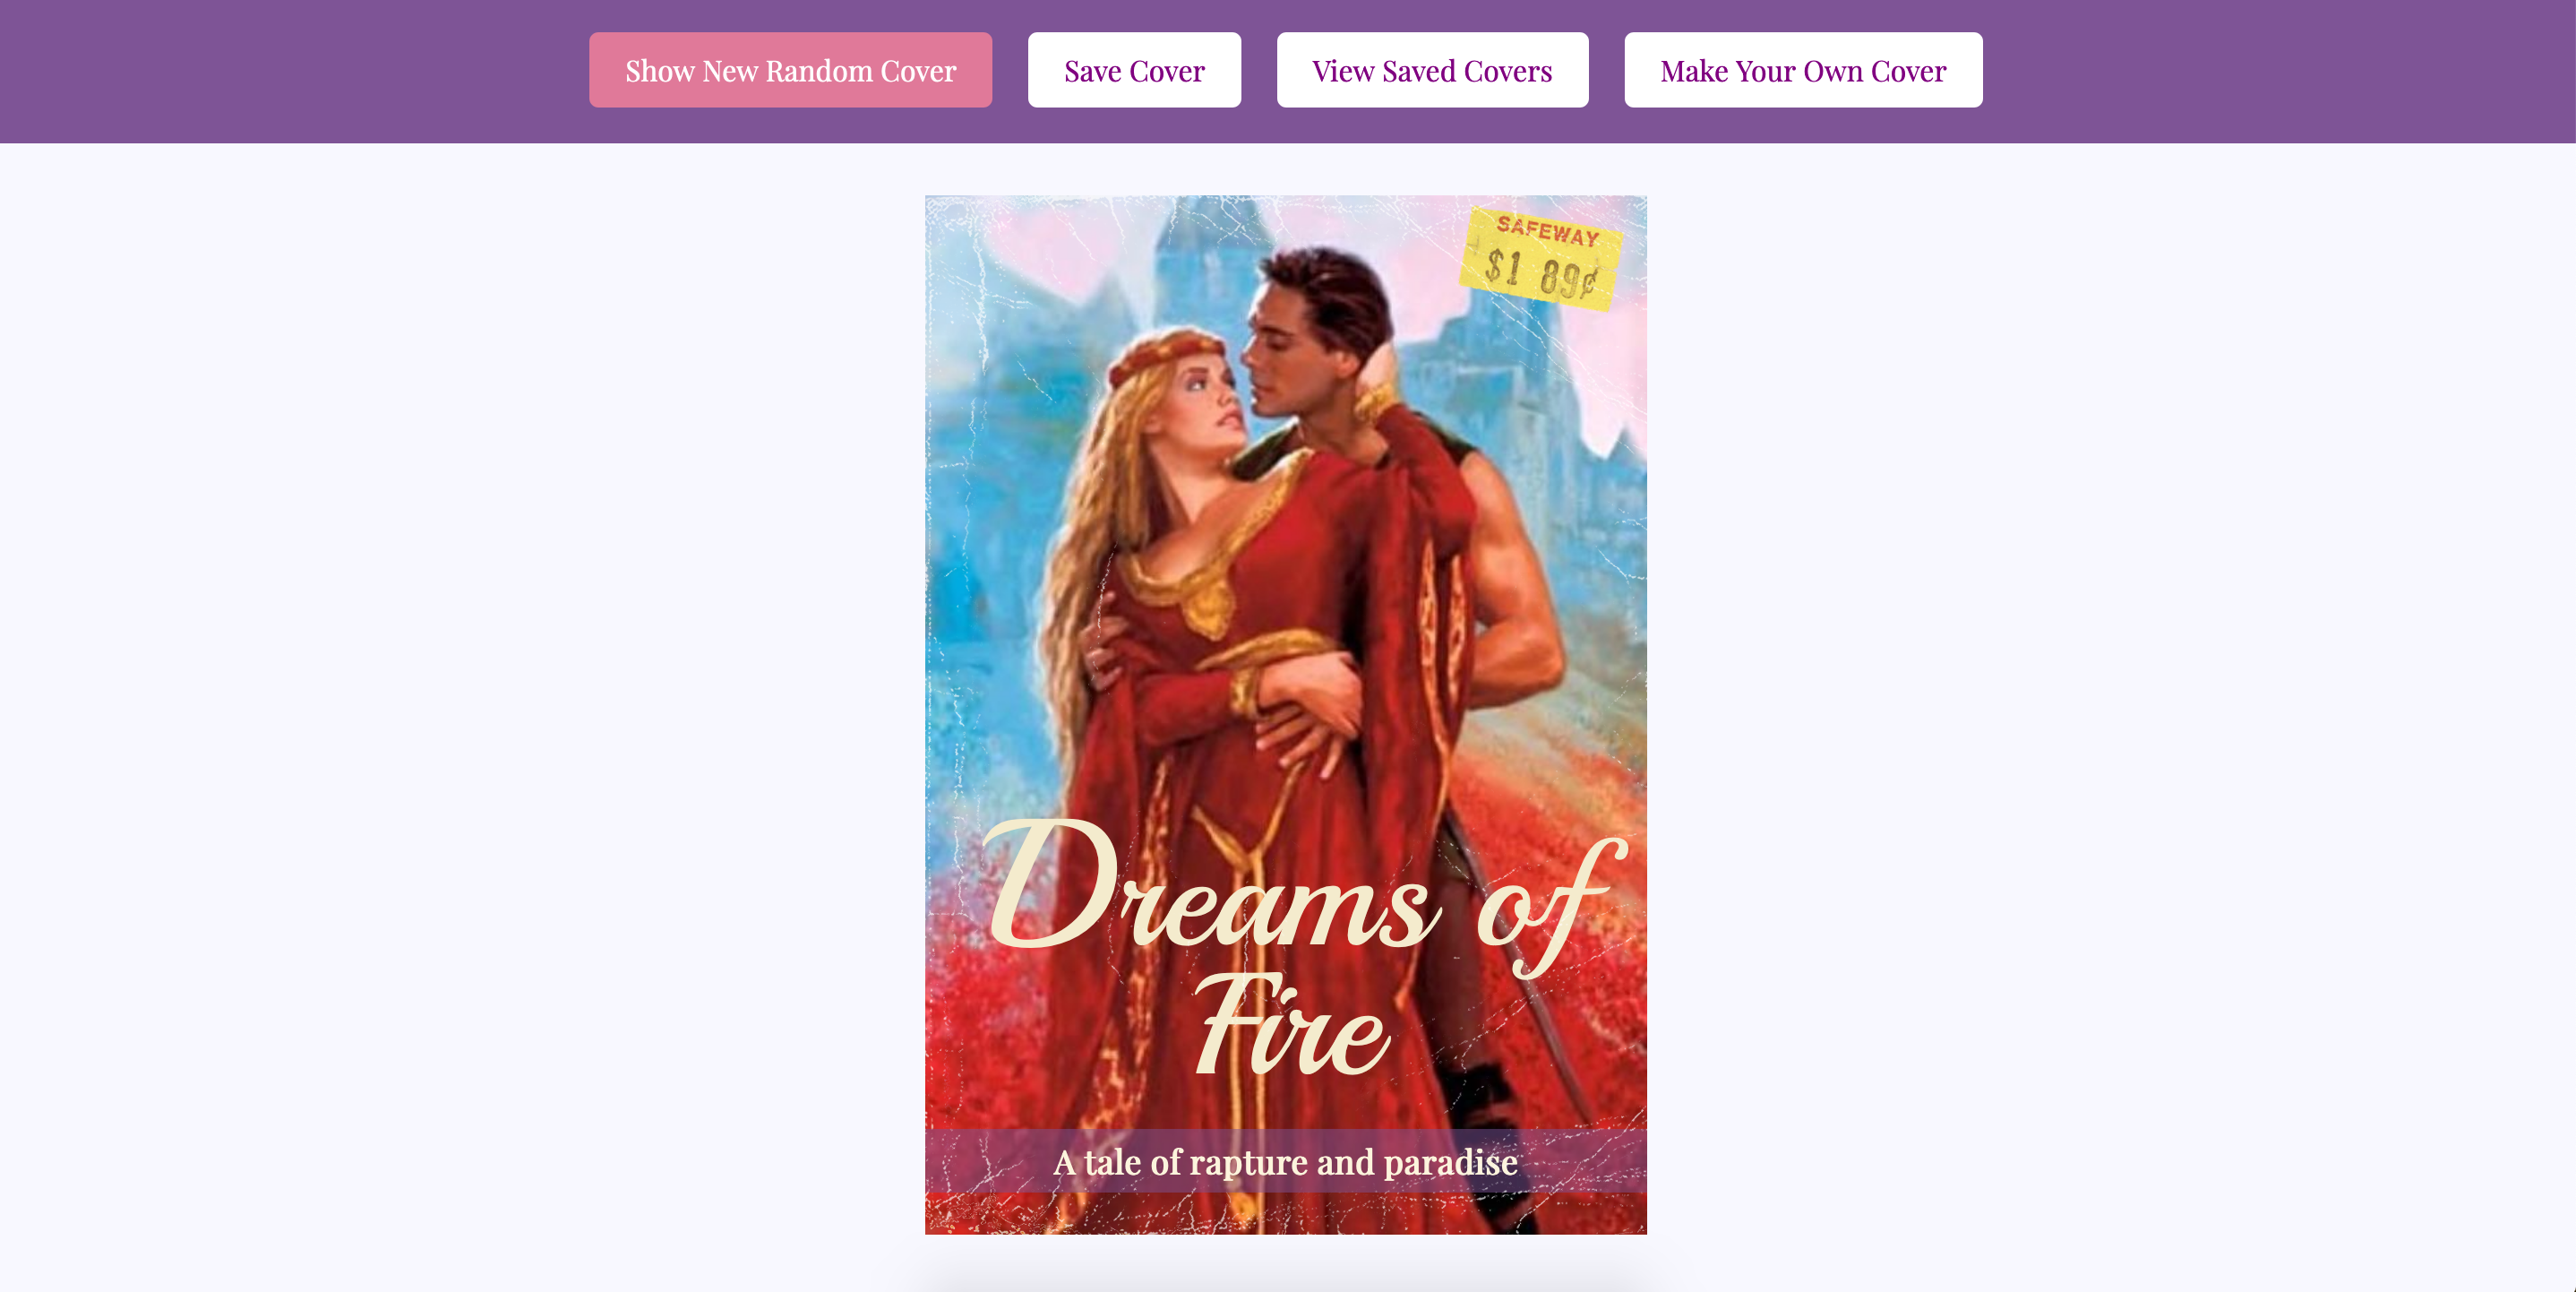 Show New Random Cover
Save Cover
View Saved Covers
Make Your Own Cover
SAFEWAY
$1 89¢
Dreams of
Fire
A tale of rapture and paradise